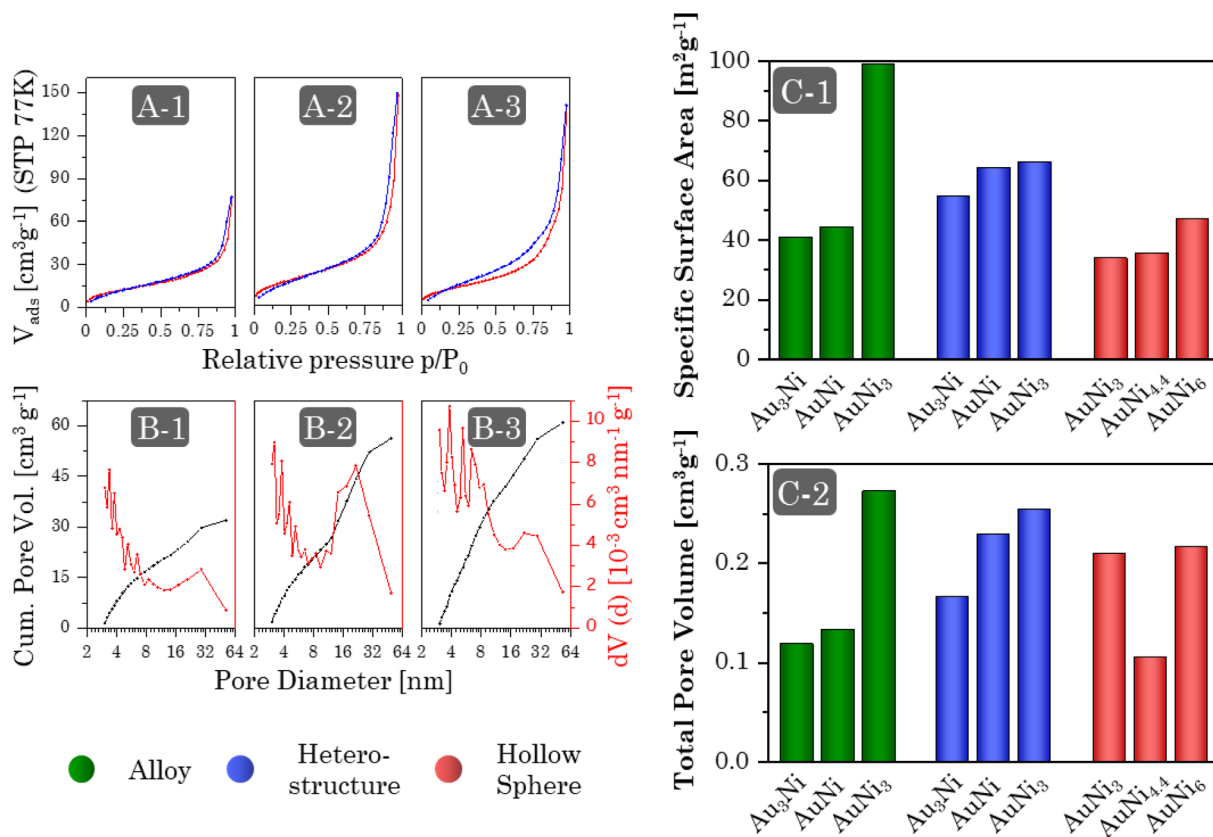 V_ads [cm³g⁻¹] (STP 77K)
150
120
90
60
30
0
A-1
A-2
A-3
0 0.25 0.50 0.75 1
0 0.25 0.50 0.75 1
0 0.25 0.50 0.75 1
Relative pressure p/P₀
Cum. Pore Vol. [cm³ g⁻¹]
60
45
30
15
0
B-1
B-2
B-3
10
8
6
4
2
0
dV (d) [10⁻³ cm³ nm⁻¹ g⁻¹]
2 4 8 16 32 64
2 4 8 16 32 64
2 4 8 16 32 64
Pore Diameter [nm]
Alloy
Hetero-
structure
Hollow
Sphere
Specific Surface Area [m²g⁻¹]
100
80
60
40
20
0
C-1
Au₃Ni AuNi AuNi₃ Au₃Ni AuNi AuNi₃ AuNi₃ AuNi₄.₄ AuNi₆
Total Pore Volume [cm³g⁻¹]
0.3
0.2
0.1
0.0
C-2
Au₃Ni AuNi AuNi₃ Au₃Ni AuNi AuNi₃ AuNi₃ AuNi₄.₄ AuNi₆